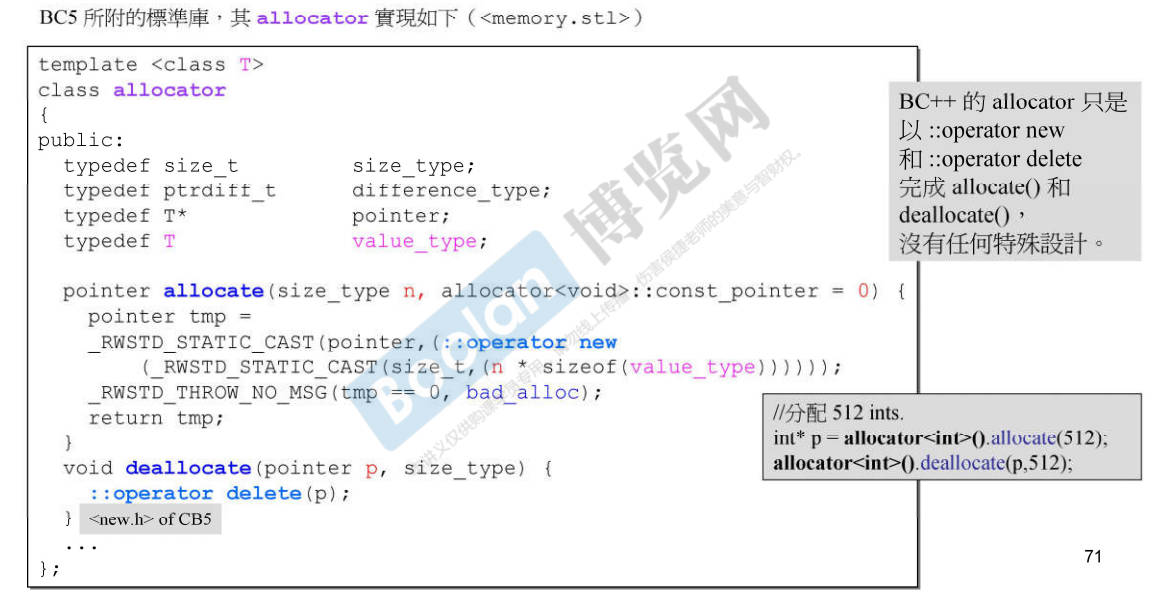 BC5 所附的標準庫，其 allocator 實現如下（<memory.stl>）
template <class T>
class allocator
{
public:
typedef size_t size_type;
typedef ptrdiff_t difference_type;
typedef T* pointer;
typedef T value_type;
pointer allocate(size_type n, allocator<void>::const_pointer = 0) {
pointer tmp =
_RWSTD_STATIC_CAST(pointer,(::operator new
(_RWSTD_STATIC_CAST(size_t,(n * sizeof(value_type))))));
_RWSTD_THROW_NO_MSG(tmp == 0, bad_alloc);
return tmp;
}
void deallocate(pointer p, size_type) {
::operator delete(p);
} <new.h> of CB5
...
};
BC++ 的 allocator 只是
以 ::operator new
和 ::operator delete
完成 allocate() 和
deallocate()，
沒有任何特殊設計。
//分配 512 ints.
int* p = allocator<int>().allocate(512);
allocator<int>().deallocate(p,512);
Boolan 博览网
71